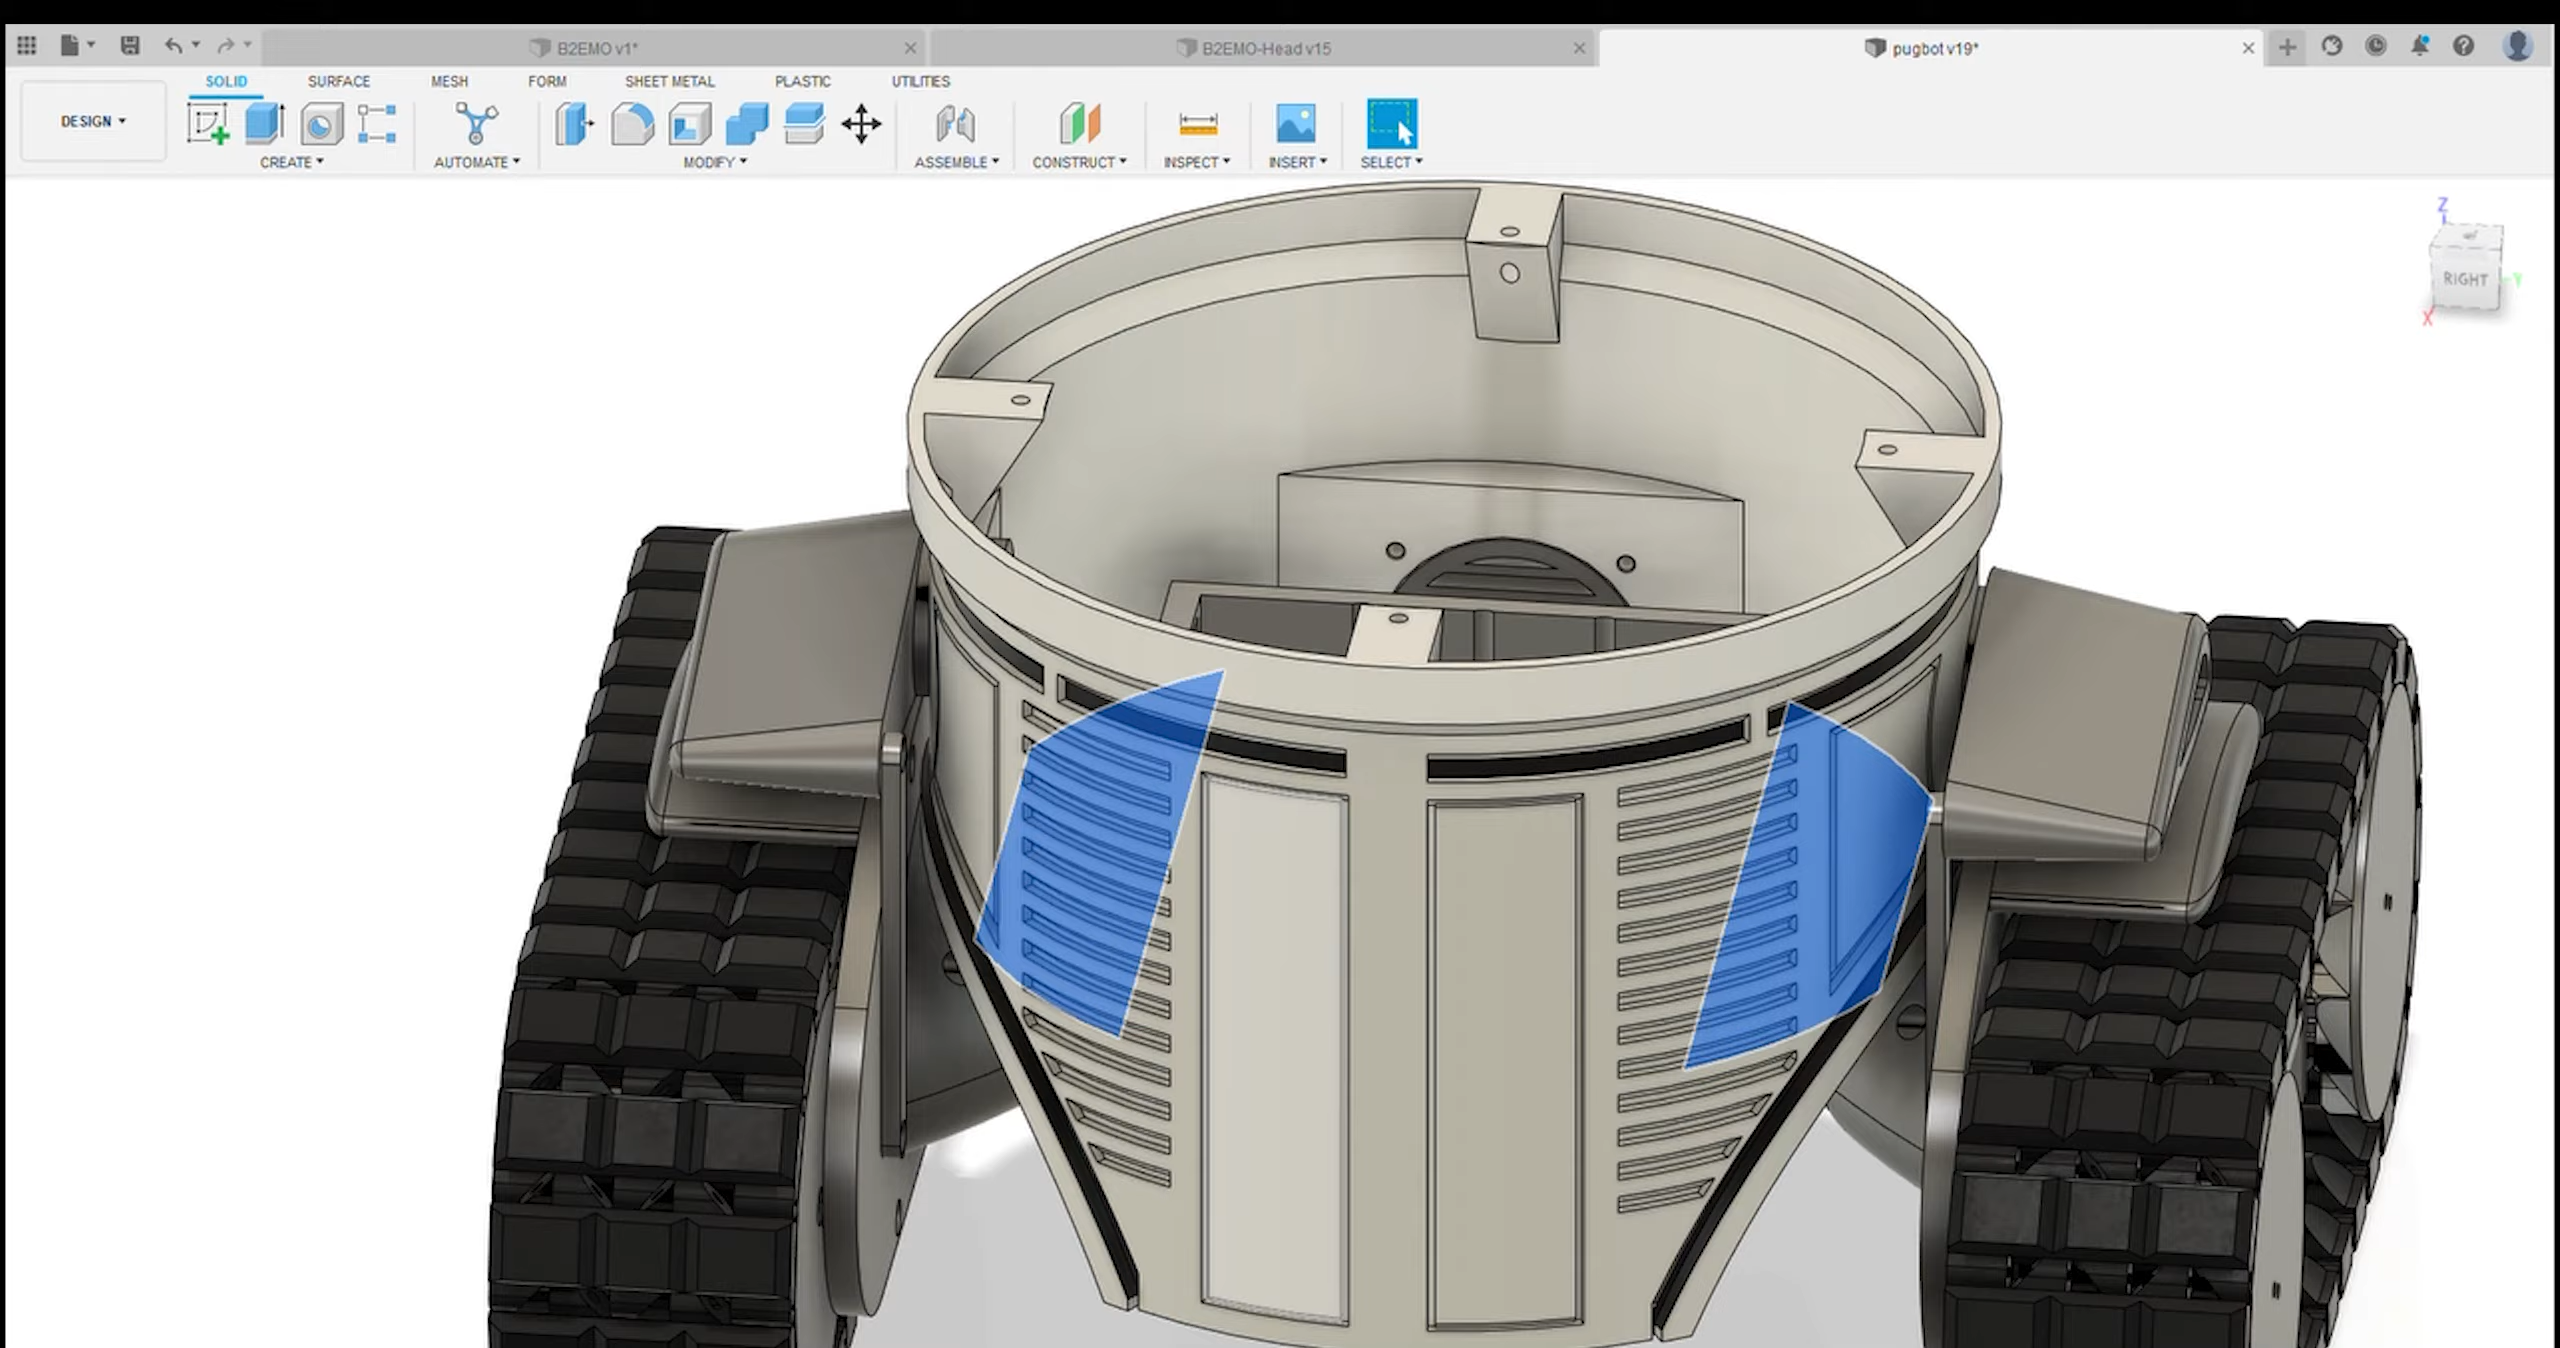 B2EMO v1*
B2EMO-Head v15
pugbot v19*
SOLID SURFACE MESH FORM SHEET METAL PLASTIC UTILITIES
DESIGN
CREATE AUTOMATE MODIFY ASSEMBLE CONSTRUCT INSPECT INSERT SELECT
Z
RIGHT
Y
X